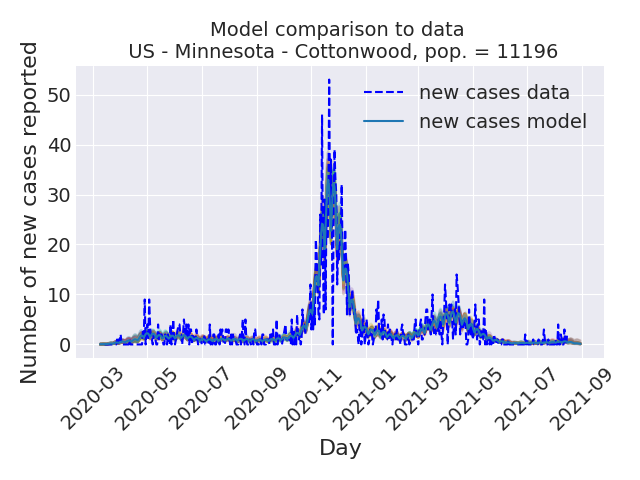 Model comparison to data
US - Minnesota - Cottonwood, pop. = 11196
new cases data
new cases model
Number of new cases reported
50
40
30
20
10
0
2020-03
2020-05
2020-07
2020-09
2020-11
2021-01
2021-03
2021-05
2021-07
2021-09
Day